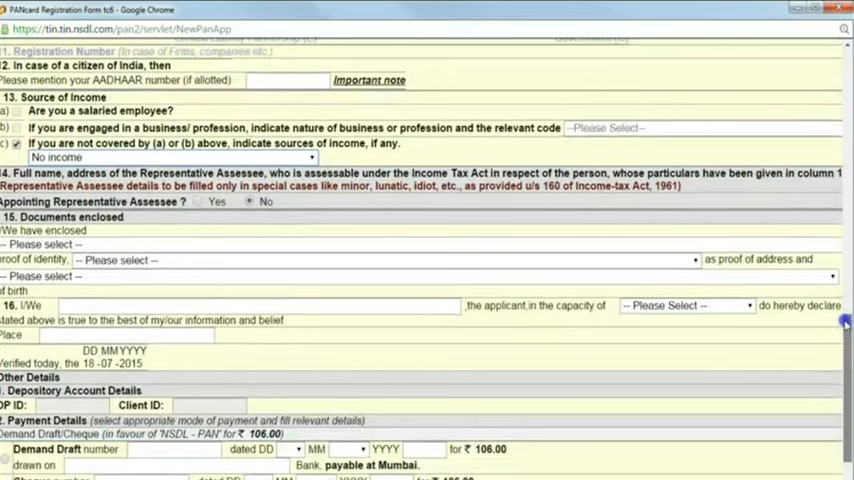 PANcard Registration Form tc6 - Google Chrome
https://tin.tin.nsdl.com/pan2/servlet/NewPanApp
11. Registration Number (In case of Firms, companies etc.)
12. In case of a citizen of India, then
Please mention your AADHAAR number (if allotted) Important note
13. Source of Income
a) Are you a salaried employee?
b) If you are engaged in a business/ profession, indicate nature of business or profession and the relevant code --Please Select--
c) If you are not covered by (a) or (b) above, indicate sources of income, if any.
No income
14. Full name, address of the Representative Assessee, who is assessable under the Income Tax Act in respect of the person, whose particulars have been given in column 1
Representative Assessee details to be filled only in special cases like minor, lunatic, idiot, etc., as provided u/s 160 of Income-tax Act, 1961)
Appointing Representative Assessee ? Yes No
15. Documents enclosed
I/We have enclosed
-- Please select --
proof of identity, -- Please select -- as proof of address and
-- Please select --
of birth
16. I/We ,the applicant,in the capacity of -- Please Select -- do hereby declare
stated above is true to the best of my/our information and belief
Place
DD MMYYYY
Verified today, the 18 -07 -2015
Other Details
1. Depository Account Details
DP ID: Client ID:
2. Payment Details (select appropriate mode of payment and fill relevant details)
Demand Draft/Cheque (in favour of 'NSDL - PAN' for ₹ 106.00)
Demand Draft number dated DD MM YYYY for ₹ 106.00
drawn on Bank, payable at Mumbai.